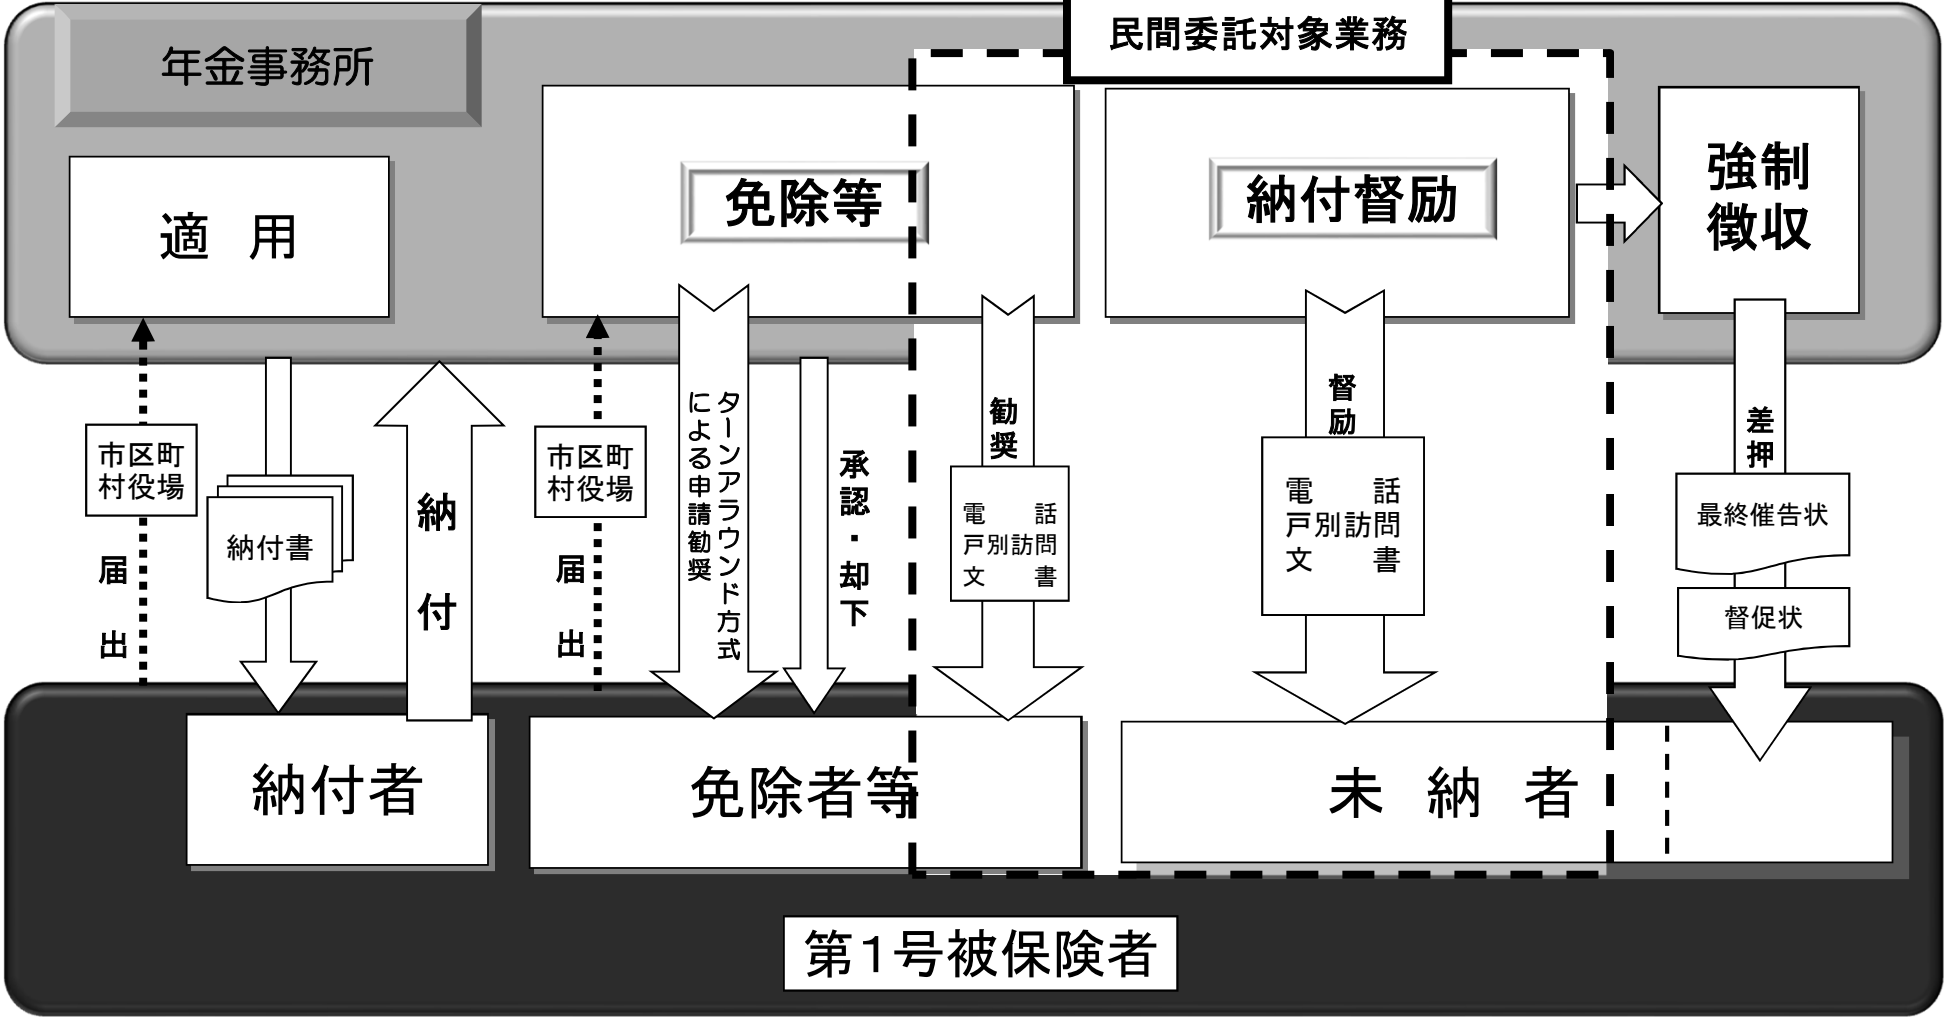 民間委託対象業務
年金事務所
適　用
免除等
納付督励
強制
徴収
市区町
村役場
届出
納付書
納付
市区町
村役場
届出
ターンアラウンド方式
による申請勧奨
承認・却下
勧奨
電　　話
戸別訪問
文　　書
督励
電　　話
戸別訪問
文　　書
差押
最終催告状
督促状
納付者
免除者等
未　納　者
第１号被保険者